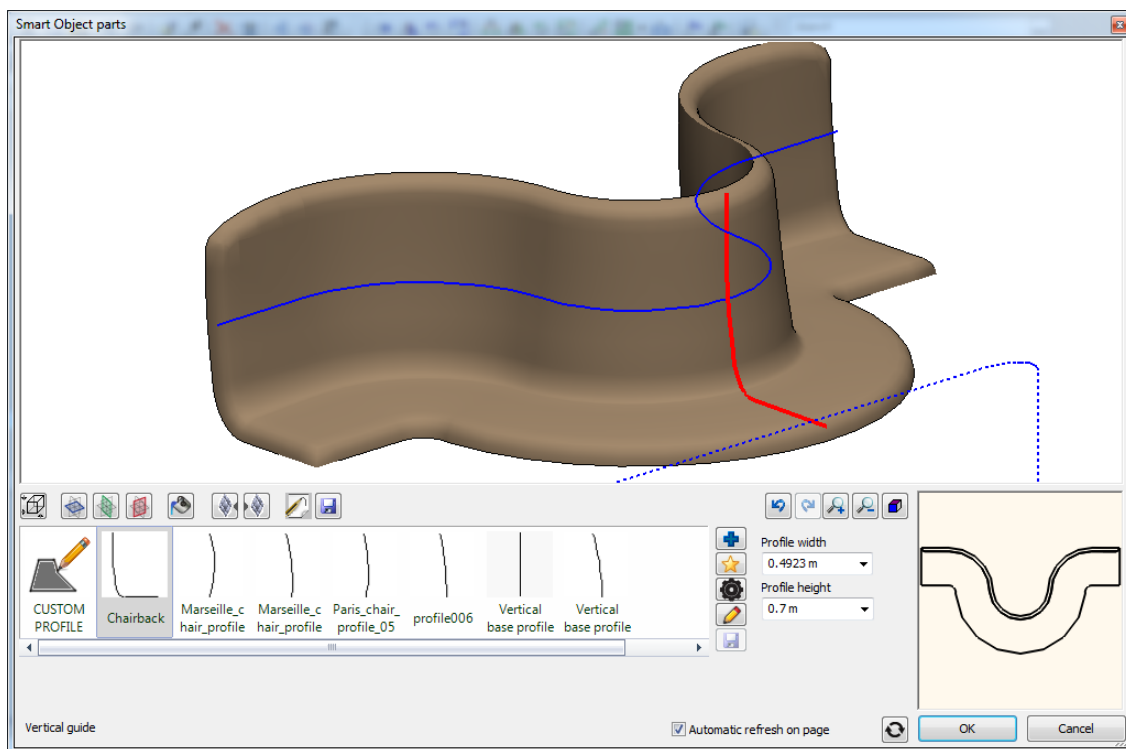 Smart Object parts
Search
Profile width
0.4923 m
Profile height
0.7 m
CUSTOM
PROFILE
Chairback
Marseille_c
hair_profile
Marseille_c
hair_profile
Paris_chair_
profile_05
profile006
Vertical
base profile
Vertical
base profile
Vertical guide
Automatic refresh on page
OK
Cancel